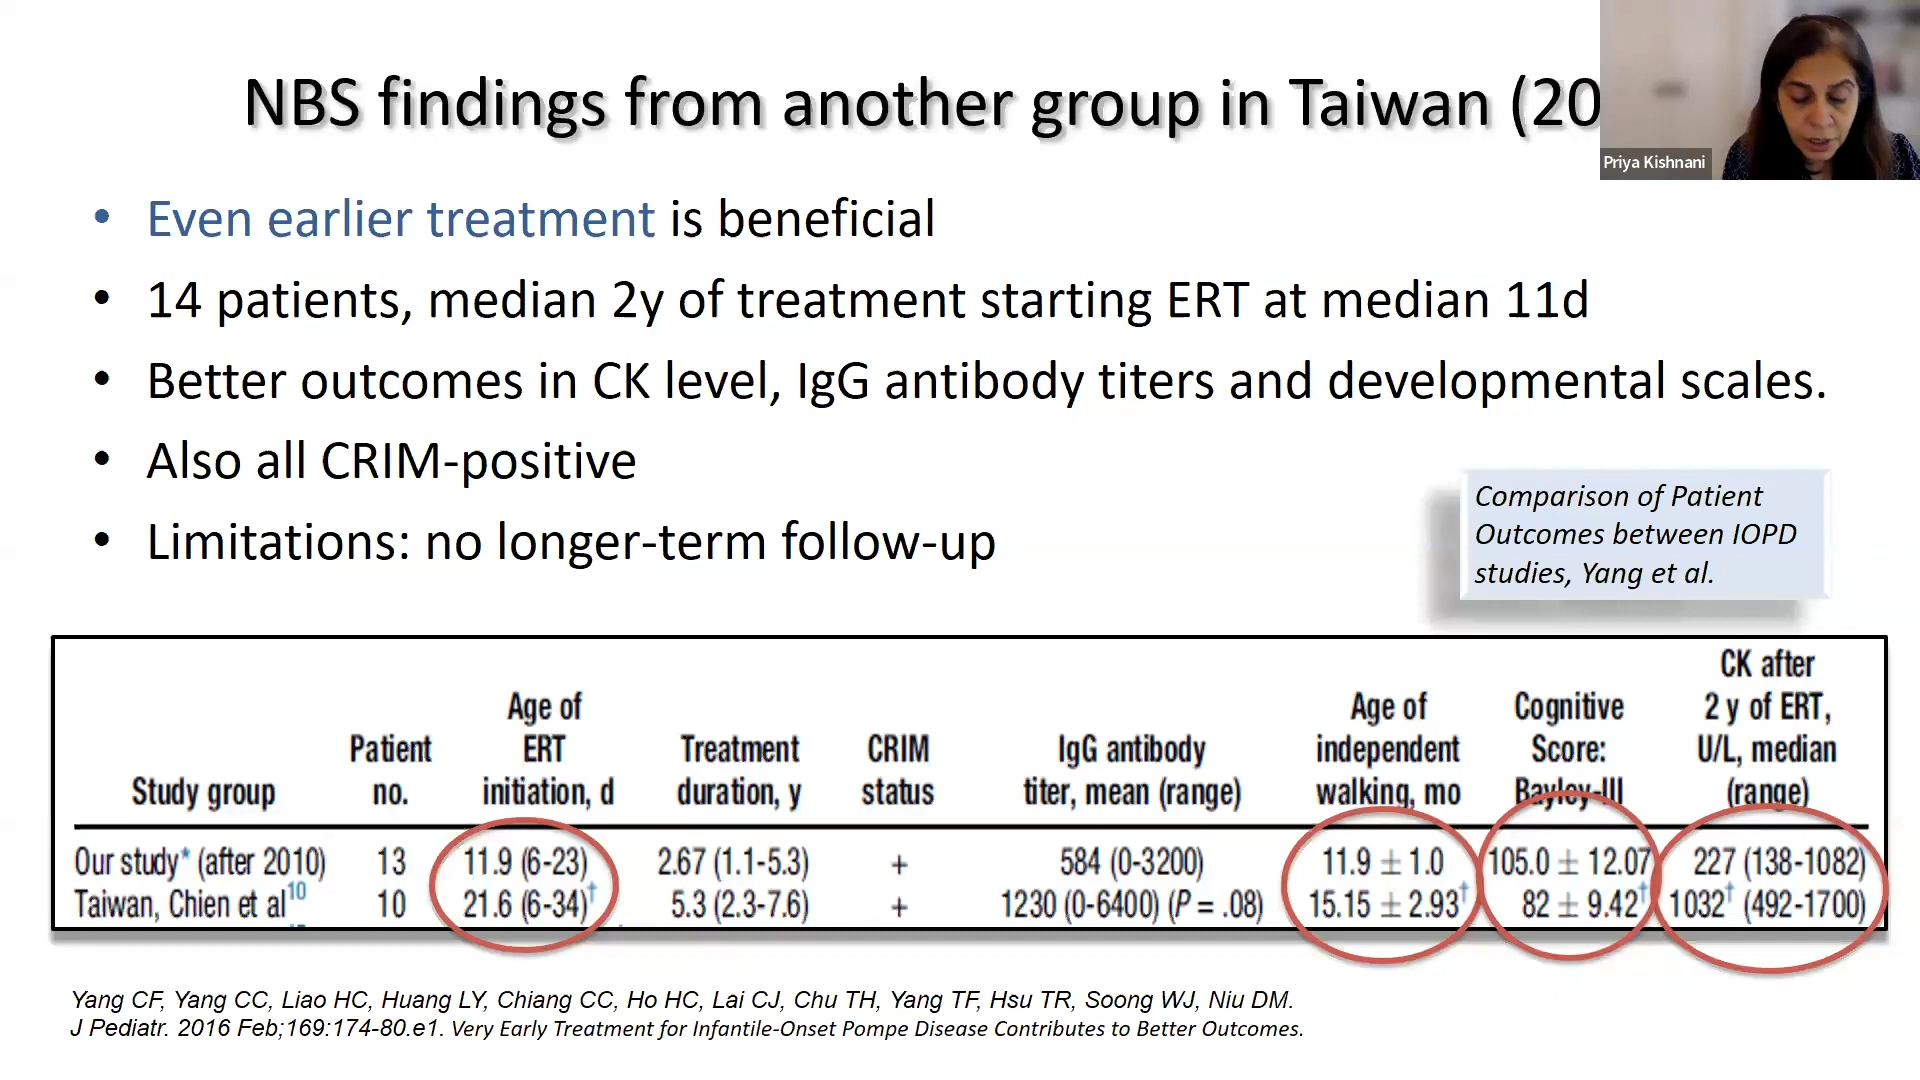 NBS findings from another group in Taiwan (20
Priya Kishnani
• Even earlier treatment is beneficial
• 14 patients, median 2y of treatment starting ERT at median 11d
• Better outcomes in CK level, IgG antibody titers and developmental scales.
• Also all CRIM-positive
• Limitations: no longer-term follow-up
Comparison of Patient
Outcomes between IOPD
studies, Yang et al.
Study group | Patient no. | Age of ERT initiation, d | Treatment duration, y | CRIM status | IgG antibody titer, mean (range) | Age of independent walking, mo | Cognitive Score: Bayley-III | CK after 2 y of ERT, U/L, median (range)
Our study* (after 2010) 13 11.9 (6-23) 2.67 (1.1-5.3) + 584 (0-3200) 11.9 ± 1.0 105.0 ± 12.07 227 (138-1082)
Taiwan, Chien et al10 10 21.6 (6-34)† 5.3 (2.3-7.6) + 1230 (0-6400) (P = .08) 15.15 ± 2.93† 82 ± 9.42† 1032† (492-1700)
Yang CF, Yang CC, Liao HC, Huang LY, Chiang CC, Ho HC, Lai CJ, Chu TH, Yang TF, Hsu TR, Soong WJ, Niu DM.
J Pediatr. 2016 Feb;169:174-80.e1. Very Early Treatment for Infantile-Onset Pompe Disease Contributes to Better Outcomes.